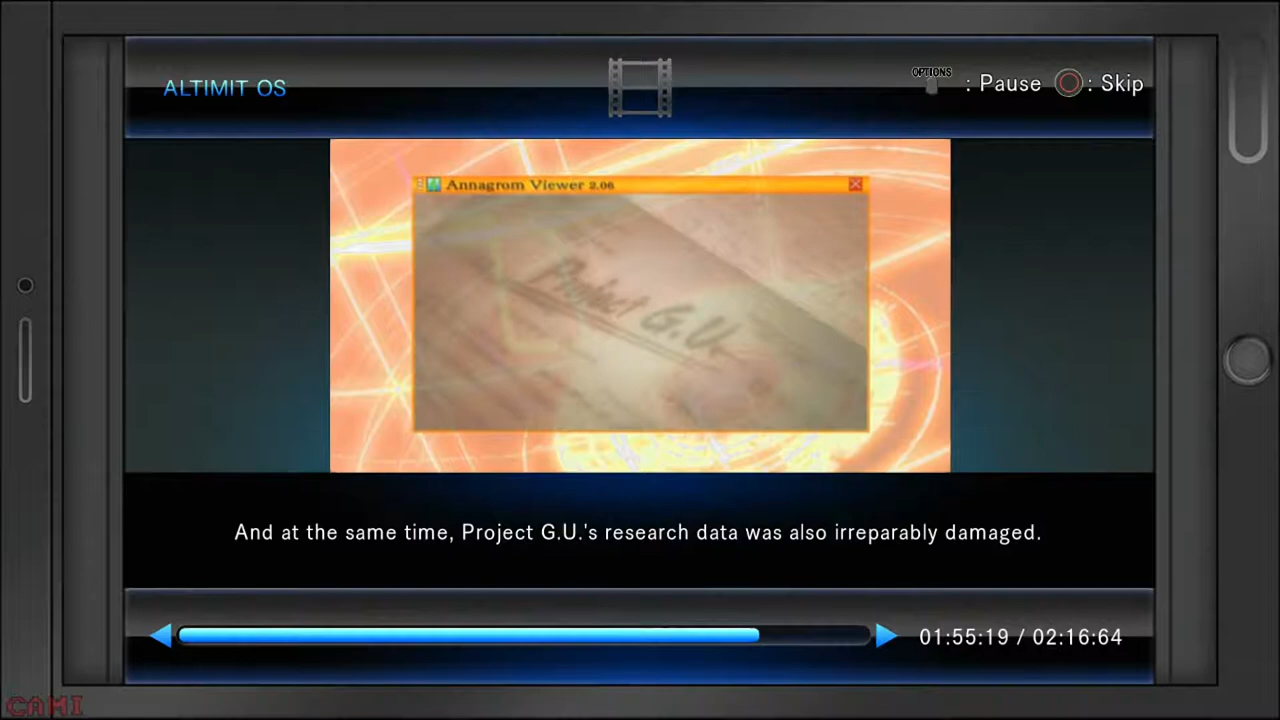 ALTIMIT OS
OPTIONS
: Pause
: Skip
Annagrom Viewer 2.06
Project G.U.
And at the same time, Project G.U.'s research data was also irreparably damaged.
01:55:19 / 02:16:64
CAMI